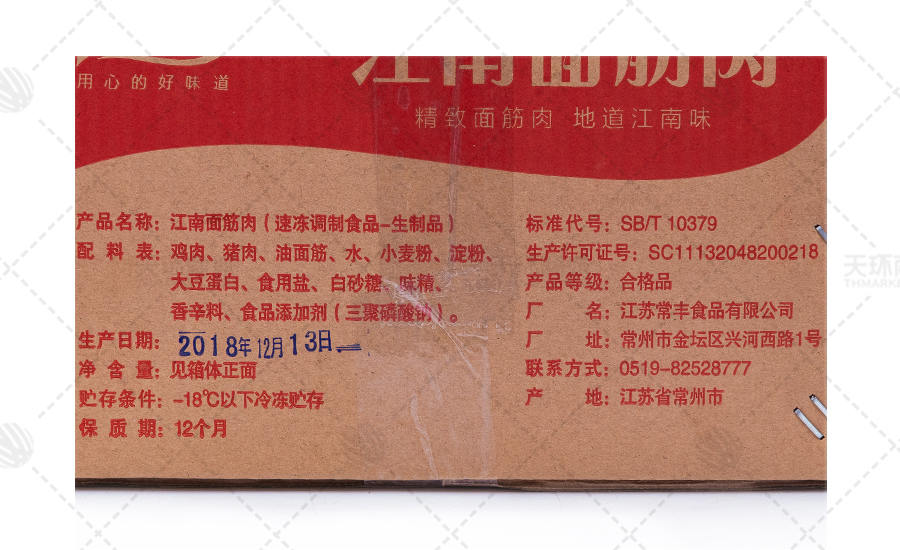 用心的好味道
江南面筋肉
精致面筋肉 地道江南味
产品名称：江南面筋肉（速冻调制食品-生制品）
配料表：鸡肉、猪肉、油面筋、水、小麦粉、淀粉、
大豆蛋白、食用盐、白砂糖、味精、
香辛料、食品添加剂（三聚磷酸钠）。
生产日期：2018年12月13日
净含量：见箱体正面
贮存条件：-18℃以下冷冻贮存
保质期：12个月
标准代号：SB/T 10379
生产许可证号：SC11132048200218
产品等级：合格品
厂名：江苏常丰食品有限公司
厂址：常州市金坛区兴河西路1号
联系方式：0519-82528777
产地：江苏省常州市
天环
THMARKE